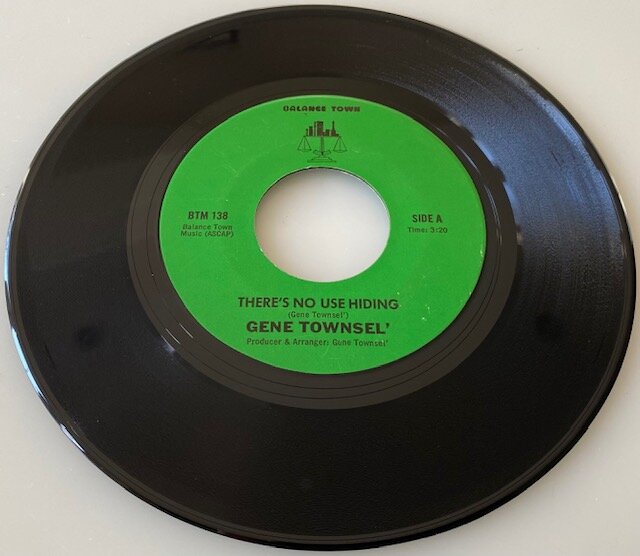 BALANCE TOWN
BTM 138
Balance Town
Music (ASCAP)
SIDE A
Time: 3:20
THERE'S NO USE HIDING
(Gene Townsel')
GENE TOWNSEL'
Producer & Arranger: Gene Townsel'